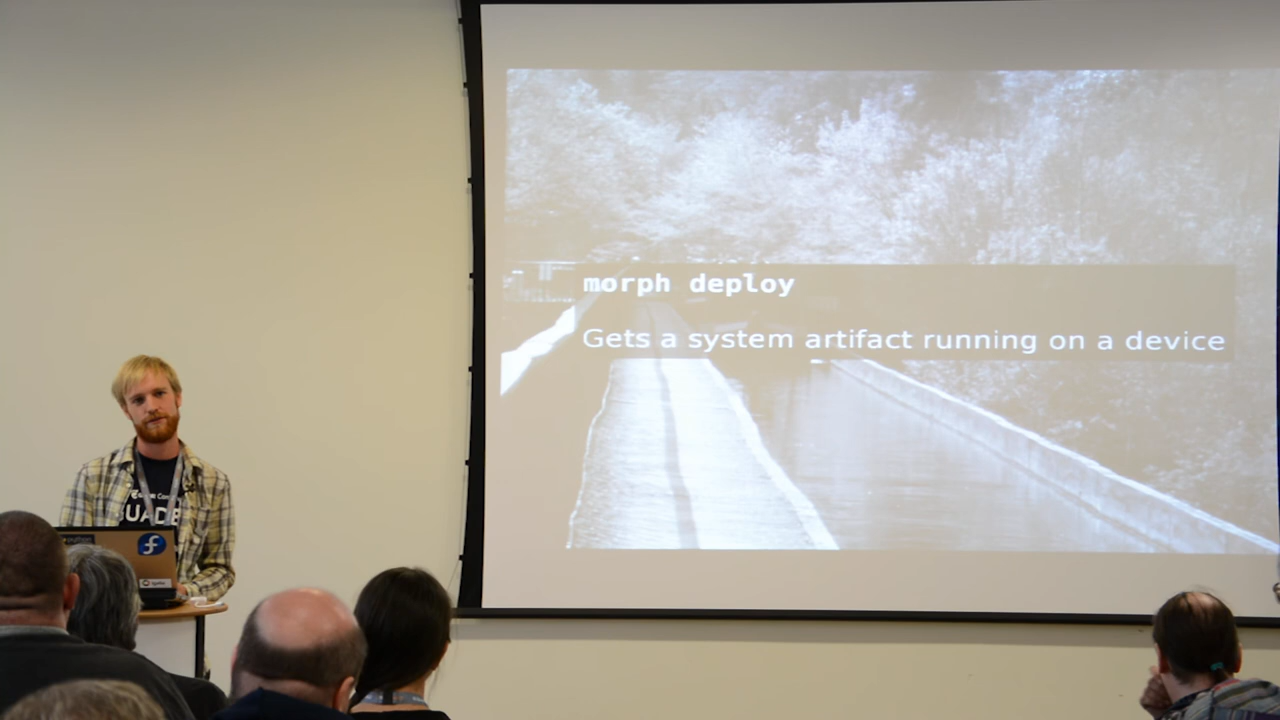 morph deploy
Gets a system artifact running on a device